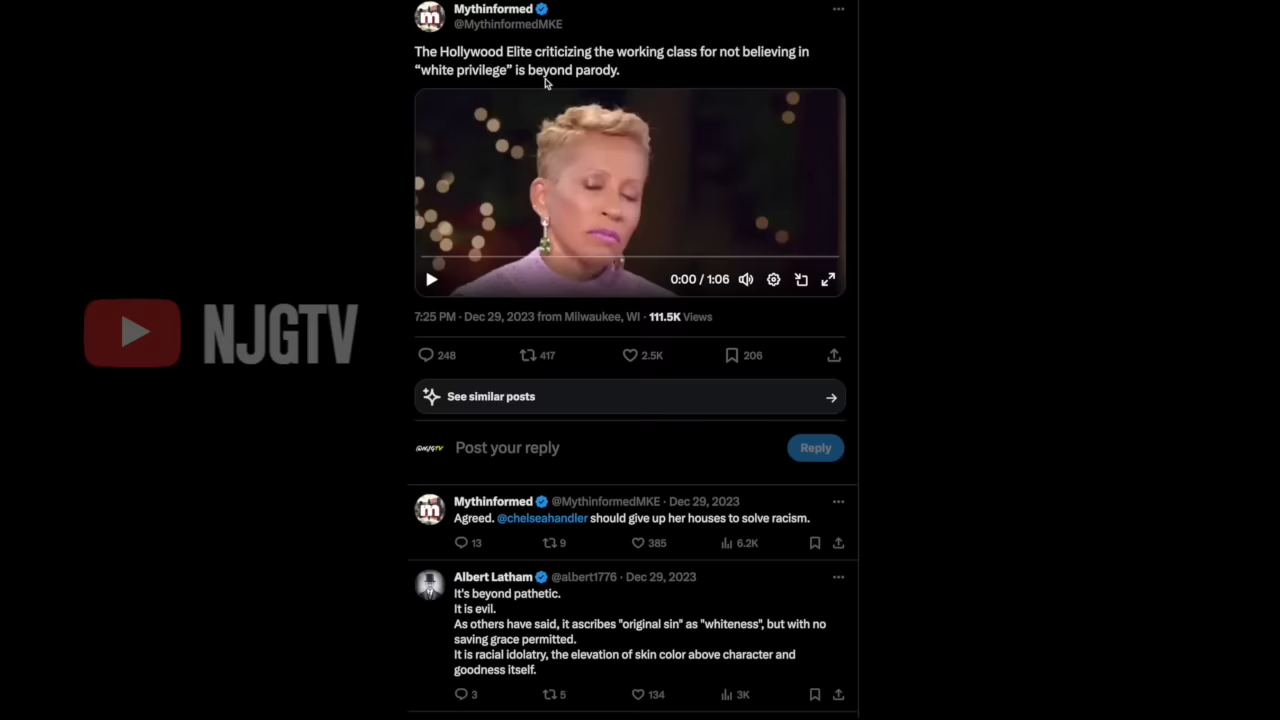 Mythinformed
@MythinformedMKE
The Hollywood Elite criticizing the working class for not believing in
“white privilege” is beyond parody.
0:00 / 1:06
7:25 PM · Dec 29, 2023 from Milwaukee, WI · 111.5K Views
248 417 2.5K 206
NJGTV
See similar posts
@NJGTV Post your reply Reply
Mythinformed @MythinformedMKE · Dec 29, 2023
Agreed. @chelseahandler should give up her houses to solve racism.
13 9 385 6.2K
Albert Latham @albert1776 · Dec 29, 2023
It's beyond pathetic.
It is evil.
As others have said, it ascribes "original sin" as "whiteness", but with no
saving grace permitted.
It is racial idolatry, the elevation of skin color above character and
goodness itself.
3 5 134 3K